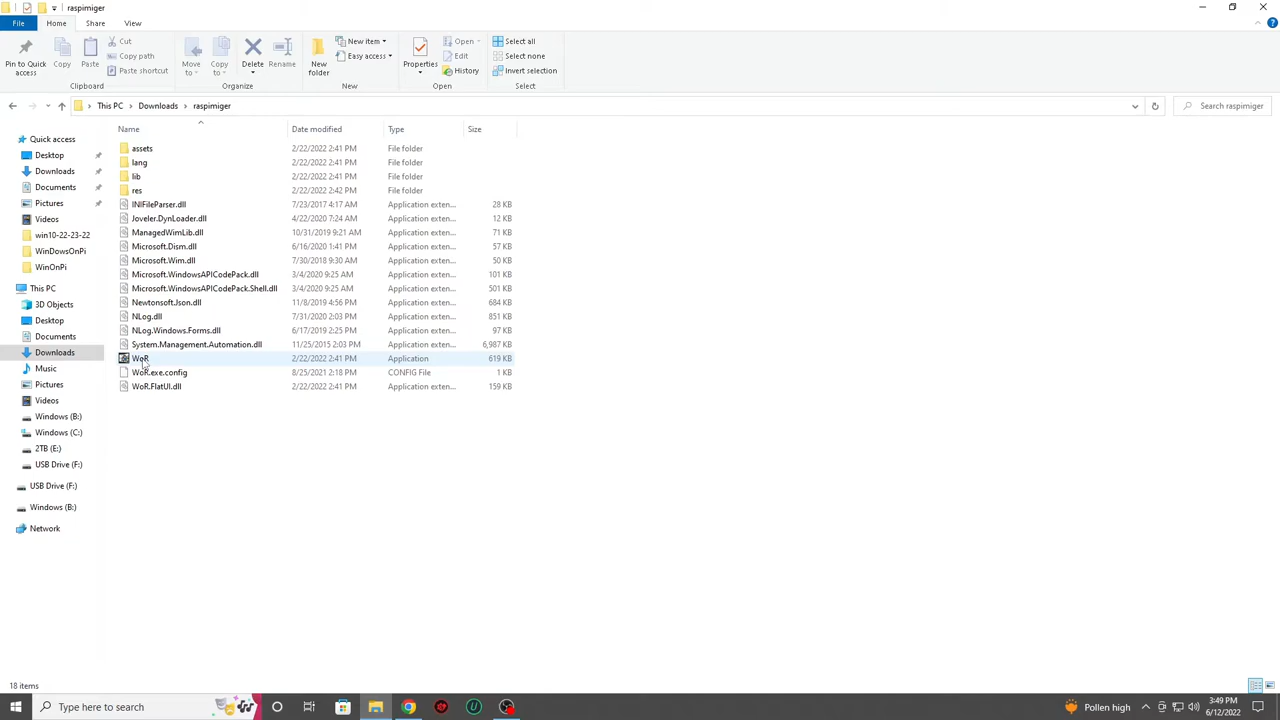 raspimiger
File Home Share View
Cut Copy path Paste shortcut
Pin to Quick access Copy Paste Move to Copy to Delete Rename New folder
New item Easy access Properties Open Edit History
Select all Select none Invert selection
Clipboard Organize New Open Select
This PC > Downloads > raspimiger Search raspimiger
Name Date modified Type Size
assets 2/22/2022 2:41 PM File folder
lang 2/22/2022 2:41 PM File folder
lib 2/22/2022 2:41 PM File folder
res 2/22/2022 2:42 PM File folder
INIFileParser.dll 7/23/2017 4:17 AM Application exten... 28 KB
Joveler.DynLoader.dll 4/22/2020 7:24 AM Application exten... 12 KB
ManagedWimLib.dll 10/31/2019 9:21 AM Application exten... 71 KB
Microsoft.Dism.dll 6/16/2020 1:41 PM Application exten... 57 KB
Microsoft.Wim.dll 7/30/2018 9:30 AM Application exten... 50 KB
Microsoft.WindowsAPICodePack.dll 3/4/2020 9:25 AM Application exten... 101 KB
Microsoft.WindowsAPICodePack.Shell.dll 3/4/2020 9:25 AM Application exten... 501 KB
Newtonsoft.Json.dll 11/8/2019 4:56 PM Application exten... 684 KB
NLog.dll 7/31/2020 2:03 PM Application exten... 851 KB
NLog.Windows.Forms.dll 6/17/2019 2:25 PM Application exten... 97 KB
System.Management.Automation.dll 11/25/2015 2:03 PM Application exten... 6,987 KB
WoR 2/22/2022 2:41 PM Application 619 KB
WoR.exe.config 8/25/2021 2:18 PM CONFIG File 1 KB
WoR.FlatUI.dll 2/22/2022 2:41 PM Application exten... 159 KB
Quick access
Desktop
Downloads
Documents
Pictures
Videos
win10-22-23-22
WinDowsOnPi
WinOnPi
This PC
3D Objects
Desktop
Documents
Downloads
Music
Pictures
Videos
Windows (B:)
Windows (C:)
2TB (E:)
USB Drive (F:)
USB Drive (F:)
Windows (B:)
Network
18 items
Type here to search
Pollen high
3:49 PM
6/12/2022